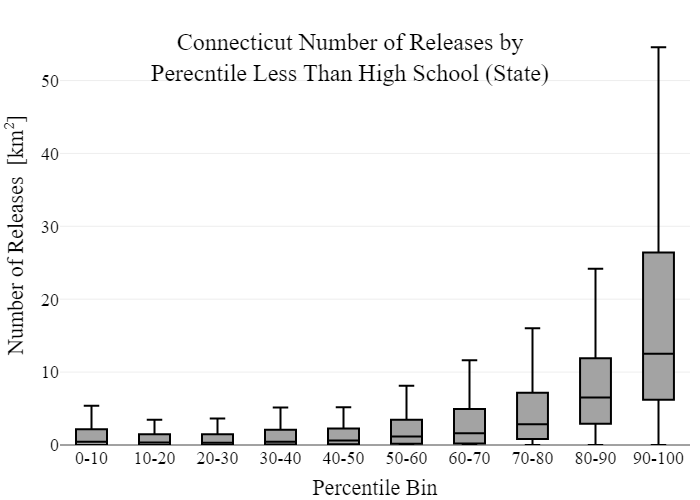 Connecticut Number of Releases by
Perecntile Less Than High School (State)
Number of Releases [km²]
50
40
30
20
10
0
0-10 10-20 20-30 30-40 40-50 50-60 60-70 70-80 80-90 90-100
Percentile Bin